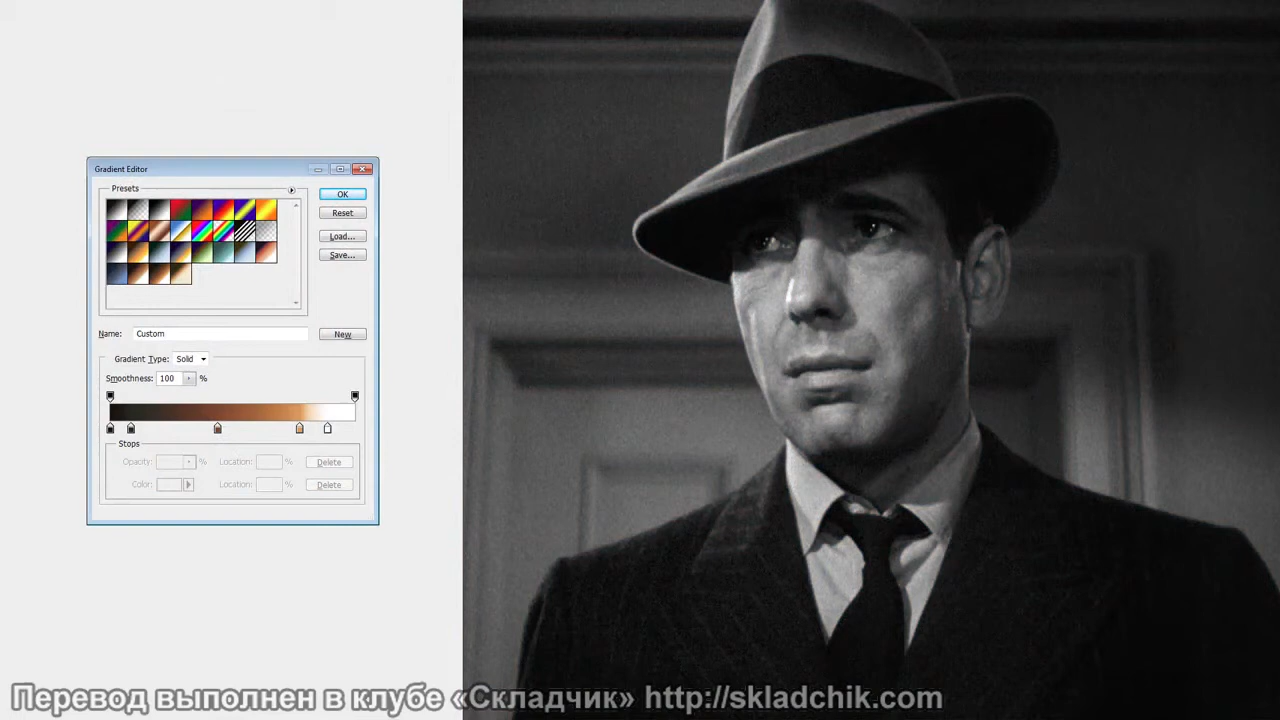 Gradient Editor
Presets
OK
Reset
Load...
Save...
Name: Custom
New
Gradient Type: Solid
Smoothness: 100 %
Stops
Opacity: % Location: % Delete
Color: Location: % Delete
Перевод выполнен в клубе «Складчик» http://skladchik.com